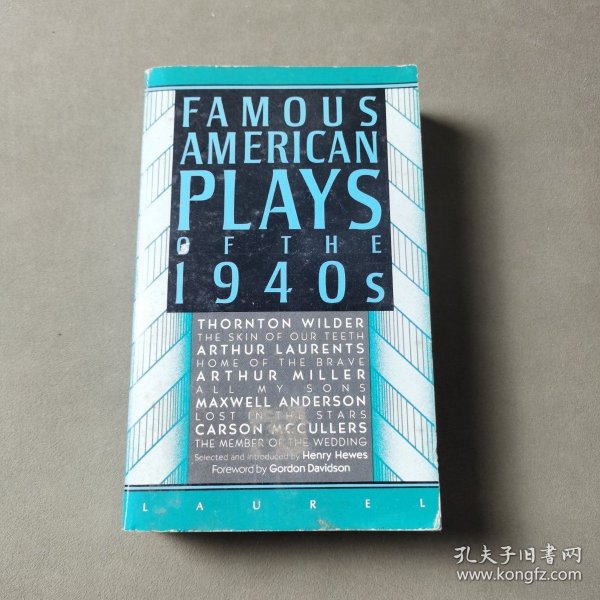 FAMOUS
AMERICAN
PLAYS
OF THE
1940s
THORNTON WILDER
THE SKIN OF OUR TEETH
ARTHUR LAURENTS
HOME OF THE BRAVE
ARTHUR MILLER
ALL MY SONS
MAXWELL ANDERSON
LOST IN THE STARS
CARSON MCCULLERS
THE MEMBER OF THE WEDDING
Selected and introduced by Henry Hewes
Foreword by Gordon Davidson
LAUREL
孔夫子旧书网
www.kongfz.com